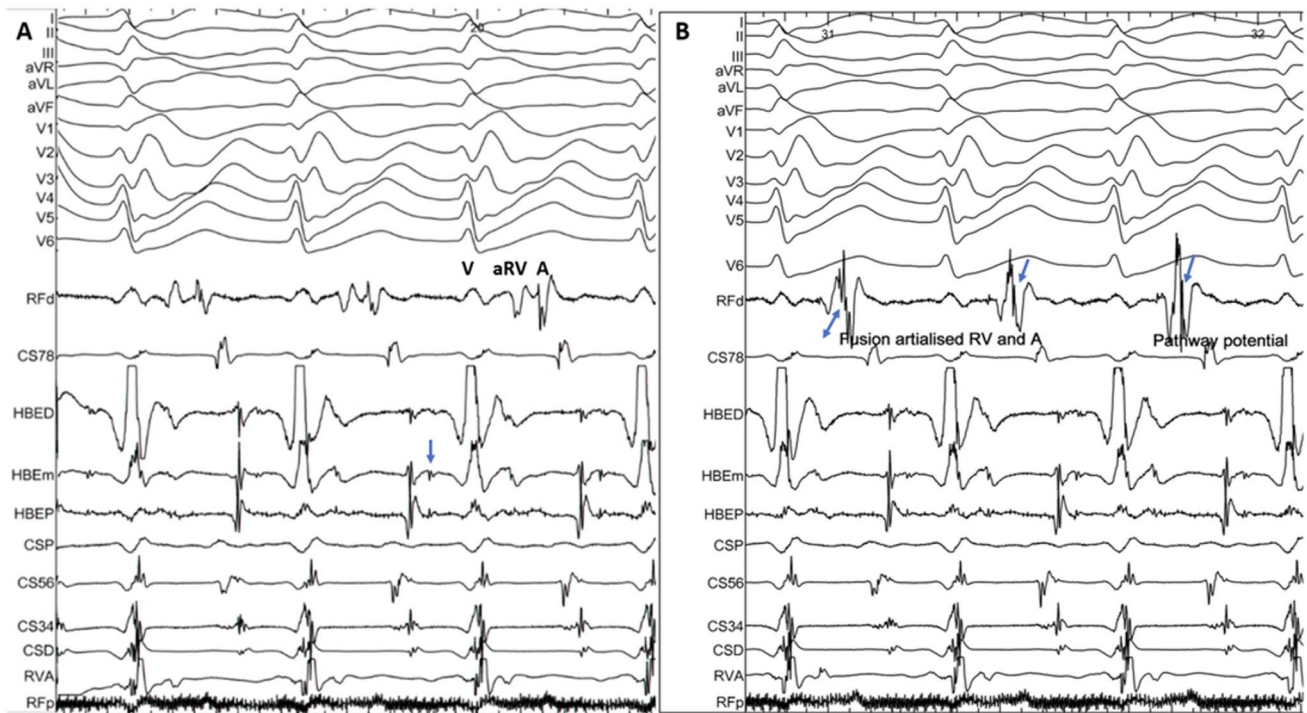 A
I
II
III
aVR
aVL
aVF
V1
V2
V3
V4
V5
V6
20
V aRV A
RFd
CS78
HBED
HBEm
HBEP
CSP
CS56
CS34
CSD
RVA
RFp
B
I
II
III
aVR
aVL
aVF
V1
V2
V3
V4
V5
V6
31
32
RFd
Fusion artialised RV and A
Pathway potential
CS78
HBED
HBEm
HBEP
CSP
CS56
CS34
CSD
RVA
RFp